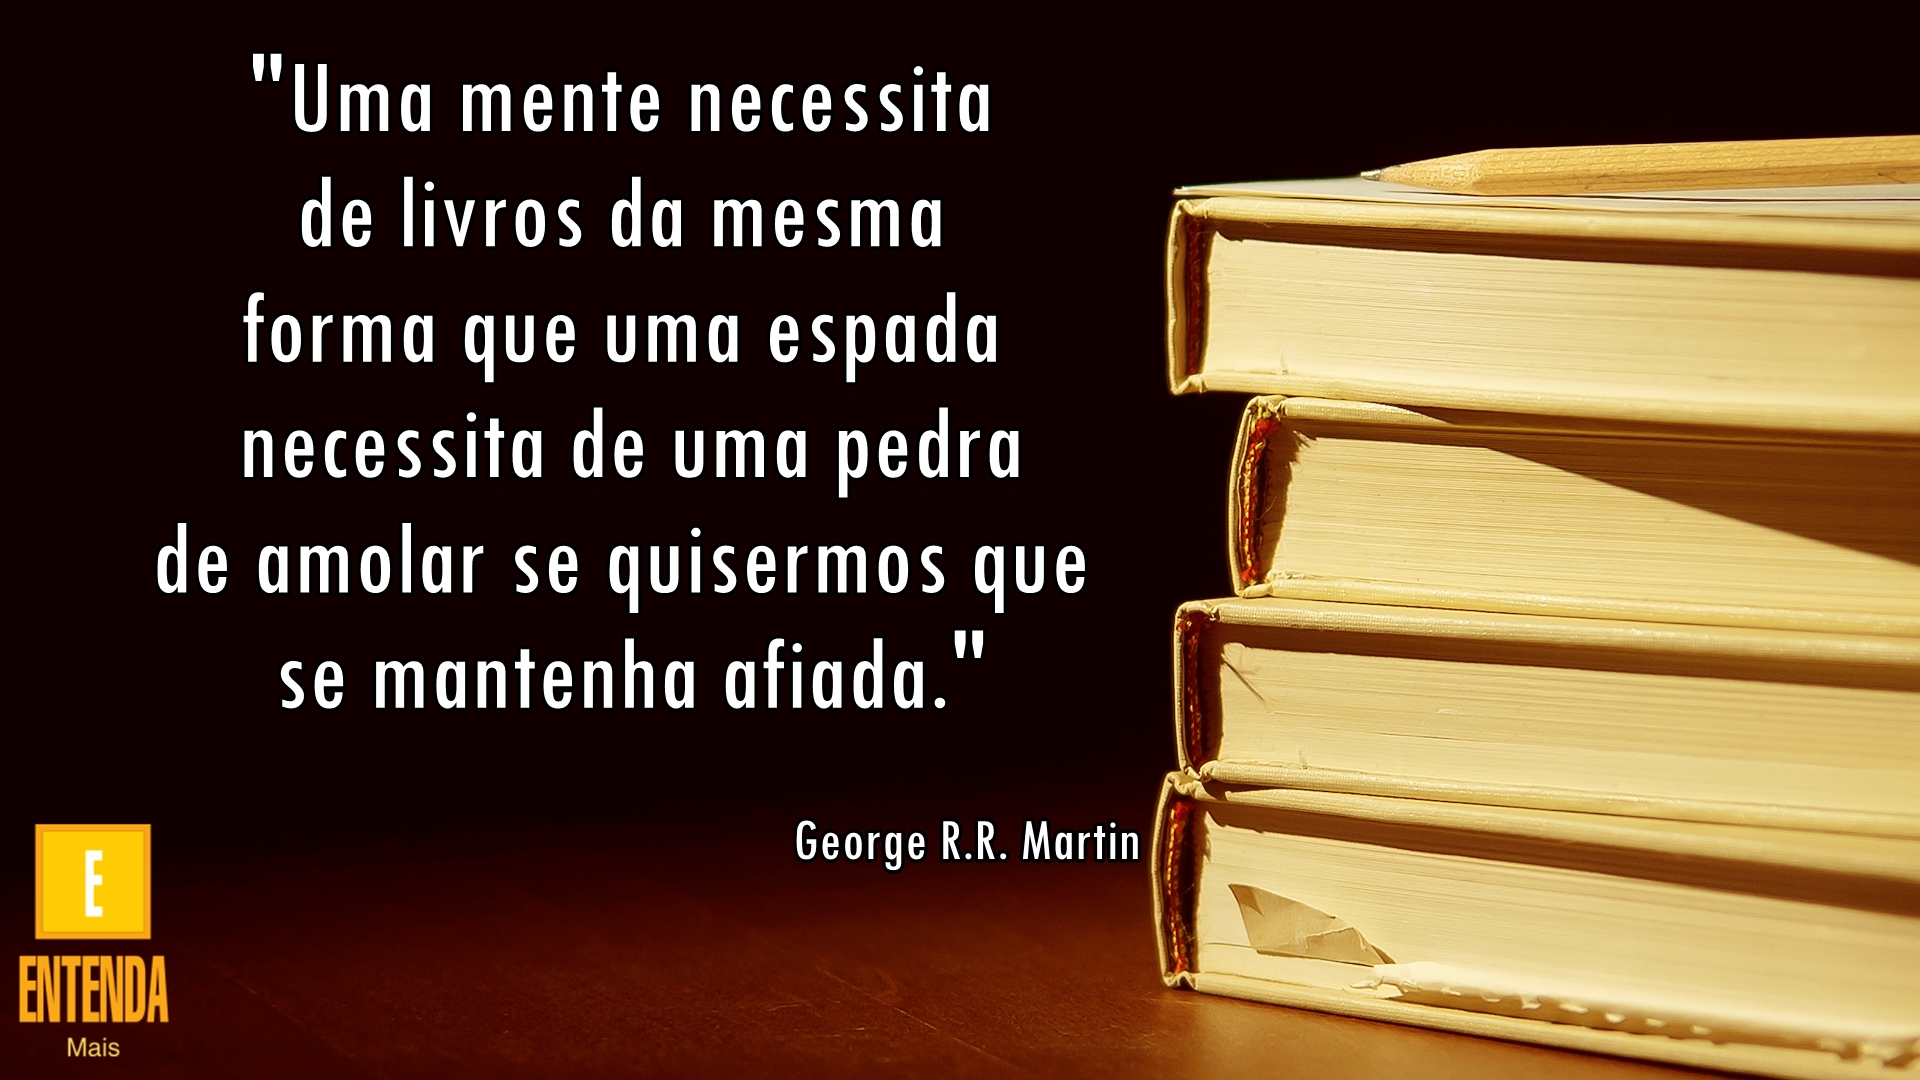 "Uma mente necessita
de livros da mesma
forma que uma espada
necessita de uma pedra
de amolar se quisermos que
se mantenha afiada."
George R.R. Martin
E
ENTENDA
Mais